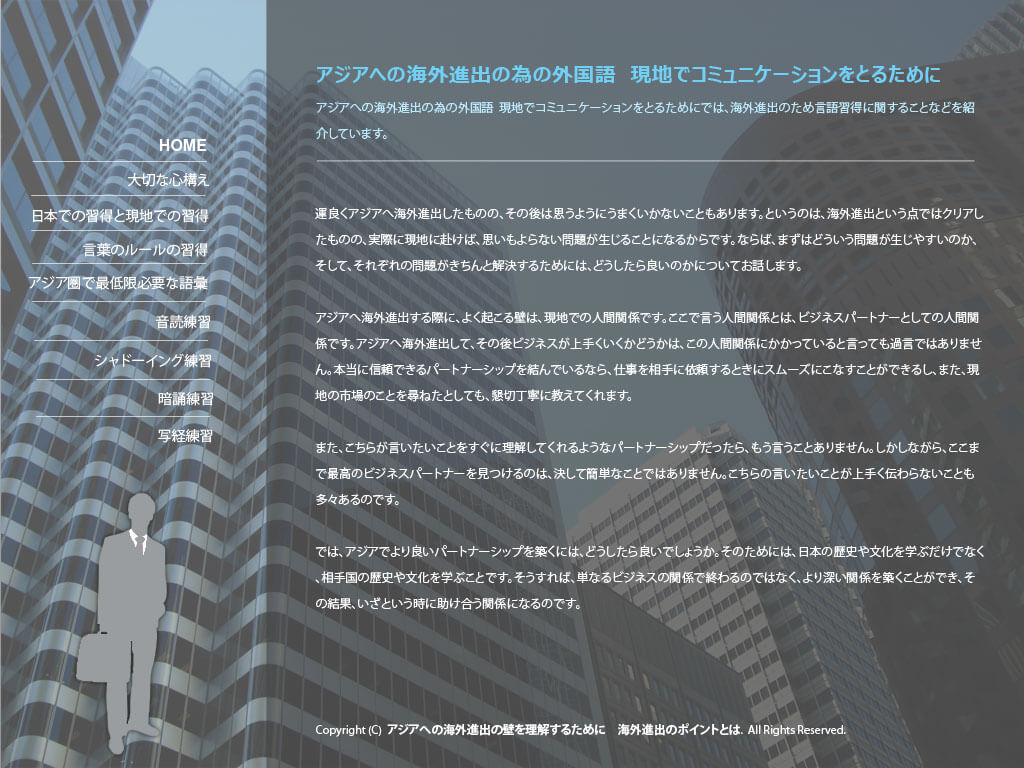 アジアへの海外進出の為の外国語　現地でコミュニケーションをとるために
アジアへの海外進出の為の外国語 現地でコミュニケーションをとるためにでは、海外進出のため言語習得に関することなどを紹
介しています。
HOME
大切な心構え
日本での習得と現地での習得
言葉のルールの習得
アジア圏で最低限必要な語彙
音読練習
シャドーイング練習
暗誦練習
写経練習
運良くアジアへ海外進出したものの、その後は思うようにうまくいかないこともあります。というのは、海外進出という点ではクリアし
たものの、実際に現地に赴けば、思いもよらない問題が生じることになるからです。ならば、まずはどういう問題が生じやすいのか、
そして、それぞれの問題がきちんと解決するためには、どうしたら良いのかについてお話します。
アジアへ海外進出する際に、よく起こる壁は、現地での人間関係です。ここで言う人間関係とは、ビジネスパートナーとしての人間関
係です。アジアへ海外進出して、その後ビジネスが上手くいくかどうかは、この人間関係にかかっていると言っても過言ではありませ
ん。本当に信頼できるパートナーシップを結んでいるなら、仕事を相手に依頼するときにスムーズにこなすことができるし、また、現
地の市場のことを尋ねたとしても、懇切丁寧に教えてくれます。
また、こちらが言いたいことをすぐに理解してくれるようなパートナーシップだったら、もう言うことありません。しかしながら、ここま
で最高のビジネスパートナーを見つけるのは、決して簡単なことではありません。こちらの言いたいことが上手く伝わらないことも
多々あるのです。
では、アジアでより良いパートナーシップを築くには、どうしたら良いでしょうか。そのためには、日本の歴史や文化を学ぶだけでなく
、相手国の歴史や文化を学ぶことです。そうすれば、単なるビジネスの関係で終わるのではなく、より深い関係を築くことができ、そ
の結果、いざという時に助け合う関係になるのです。
Copyright (C) アジアへの海外進出の壁を理解するために　海外進出のポイントとは. All Rights Reserved.